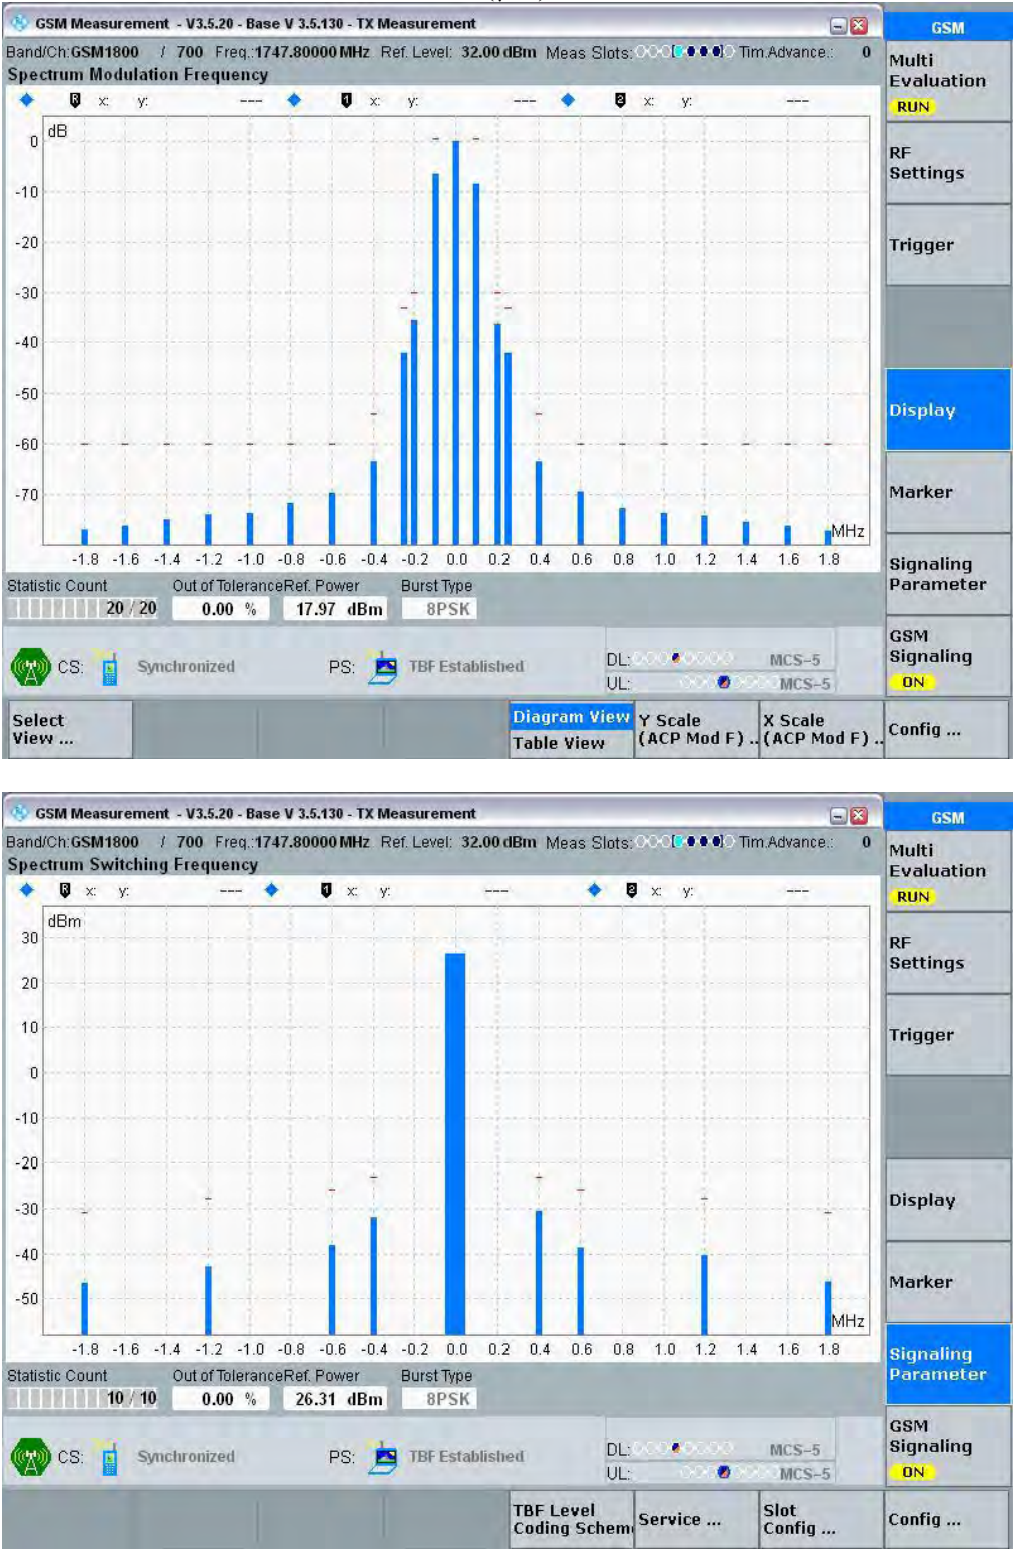 GSM Measurement - V3.5.20 - Base V 3.5.130 - TX Measurement
GSM
Band/Ch:GSM1800 / 700 Freq.:1747.80000 MHz Ref. Level: 32.00 dBm Meas Slots: Tim.Advance.: 0
Spectrum Modulation Frequency
Multi
Evaluation
RUN
R x: y: --- 1 x: y: --- 2 x: y: ---
dB
0
-10
-20
-30
-40
-50
-60
-70
MHz
-1.8 -1.6 -1.4 -1.2 -1.0 -0.8 -0.6 -0.4 -0.2 0.0 0.2 0.4 0.6 0.8 1.0 1.2 1.4 1.6 1.8
RF
Settings
Trigger
Display
Marker
Signaling
Parameter
GSM
Signaling
ON
Statistic Count Out of Tolerance Ref. Power Burst Type
20 / 20 0.00 % 17.97 dBm 8PSK
CS: Synchronized PS: TBF Established DL: MCS-5
UL: MCS-5
Select
View ...
Diagram View
Table View
Y Scale
(ACP Mod F) ..
X Scale
(ACP Mod F) ..
Config ...
GSM Measurement - V3.5.20 - Base V 3.5.130 - TX Measurement
GSM
Band/Ch:GSM1800 / 700 Freq.:1747.80000 MHz Ref. Level: 32.00 dBm Meas Slots: Tim.Advance.: 0
Spectrum Switching Frequency
Multi
Evaluation
RUN
R x: y: --- 1 x: y: --- 2 x: y: ---
dBm
30
20
10
0
-10
-20
-30
-40
-50
MHz
-1.8 -1.6 -1.4 -1.2 -1.0 -0.8 -0.6 -0.4 -0.2 0.0 0.2 0.4 0.6 0.8 1.0 1.2 1.4 1.6 1.8
RF
Settings
Trigger
Display
Marker
Signaling
Parameter
GSM
Signaling
ON
Statistic Count Out of Tolerance Ref. Power Burst Type
10 / 10 0.00 % 26.31 dBm 8PSK
CS: Synchronized PS: TBF Established DL: MCS-5
UL: MCS-5
TBF Level
Coding Schem
Service ...
Slot
Config ...
Config ...